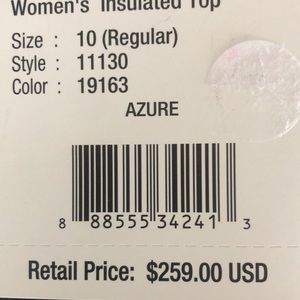 Women's Insulated Top
Size : 10 (Regular)
Style : 11130
Color : 19163
AZURE
8 88555 34241 3
Retail Price: $259.00 USD